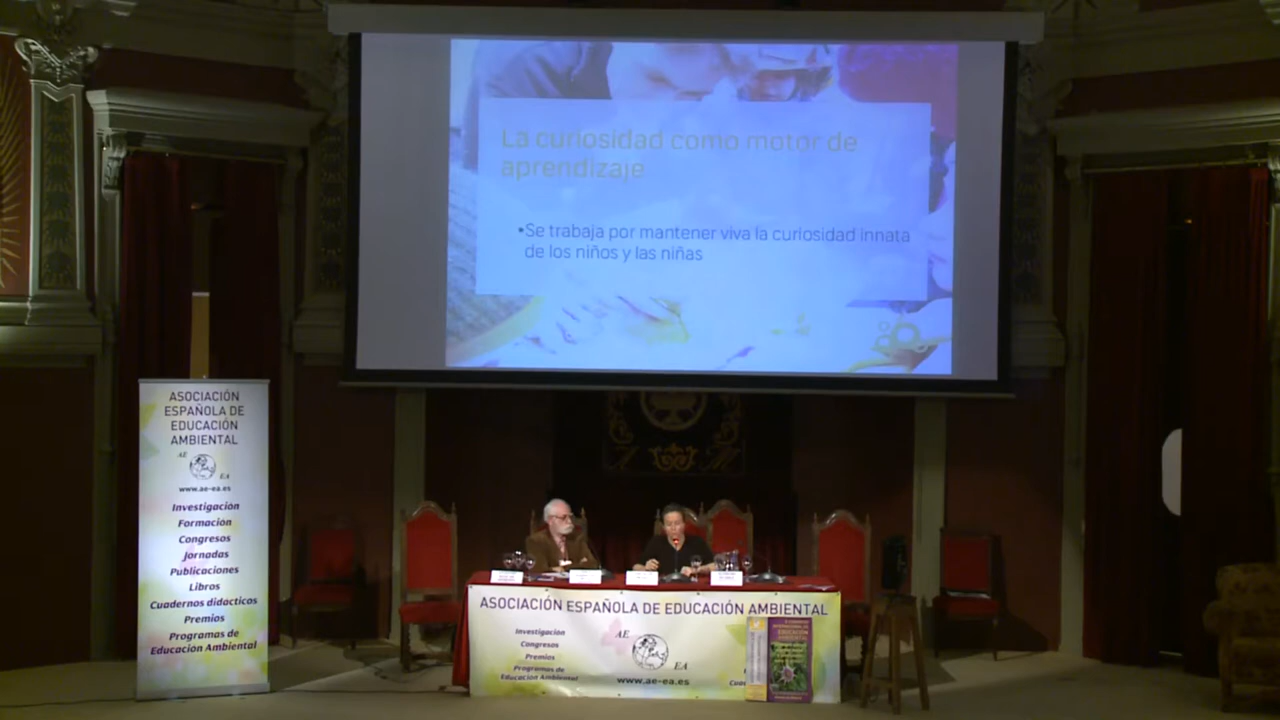 La curiosidad como motor de
aprendizaje
•Se trabaja por mantener viva la curiosidad innata
de los niños y las niñas
ASOCIACIÓN
ESPAÑOLA DE
EDUCACIÓN
AMBIENTAL
AE
EA
www.ae-ea.es
Investigación
Formación
Congresos
Jornadas
Publicaciones
Libros
Cuadernos didácticos
Premios
Programas de
Educación Ambiental
ASOCIACIÓN ESPAÑOLA DE EDUCACIÓN AMBIENTAL
Investigación
Congresos
Premios
Programas de
Educación Ambiental
AE
EA
www.ae-ea.es
EDUCACIÓN
AMBIENTAL